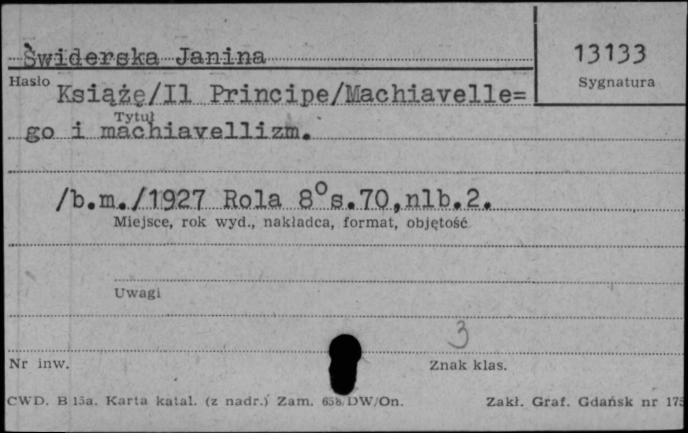 Świderska Janina
13133
Hasło
Sygnatura
Książę/Il Principe/Machiavelle=
Tytuł
go i machiavellizm.
/b.m./1927 Rola 8°s.70,nlb.2.
Miejsce, rok wyd., nakładca, format, objętość
Uwagi
3
Nr inw.
Znak klas.
CWD. B 15a. Karta katal. (z nadr.) Zam. 658/DW/On.
Zakł. Graf. Gdańsk nr 175